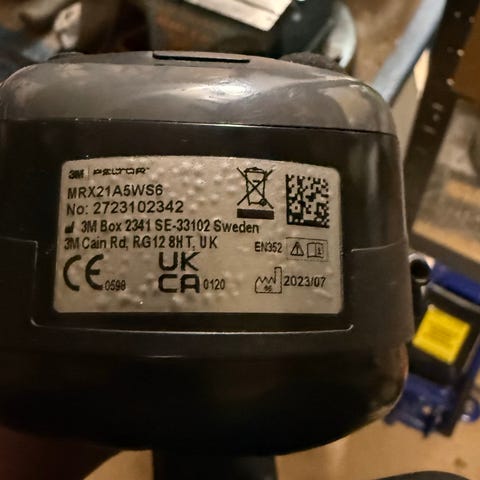 3M PELTOR
MRX21A5WS6
No: 2723102342
3M Box 2341 SE-33102 Sweden
3M Cain Rd, RG12 8HT, UK
EN352
CE 0598
UK
CA 0120
2023/07